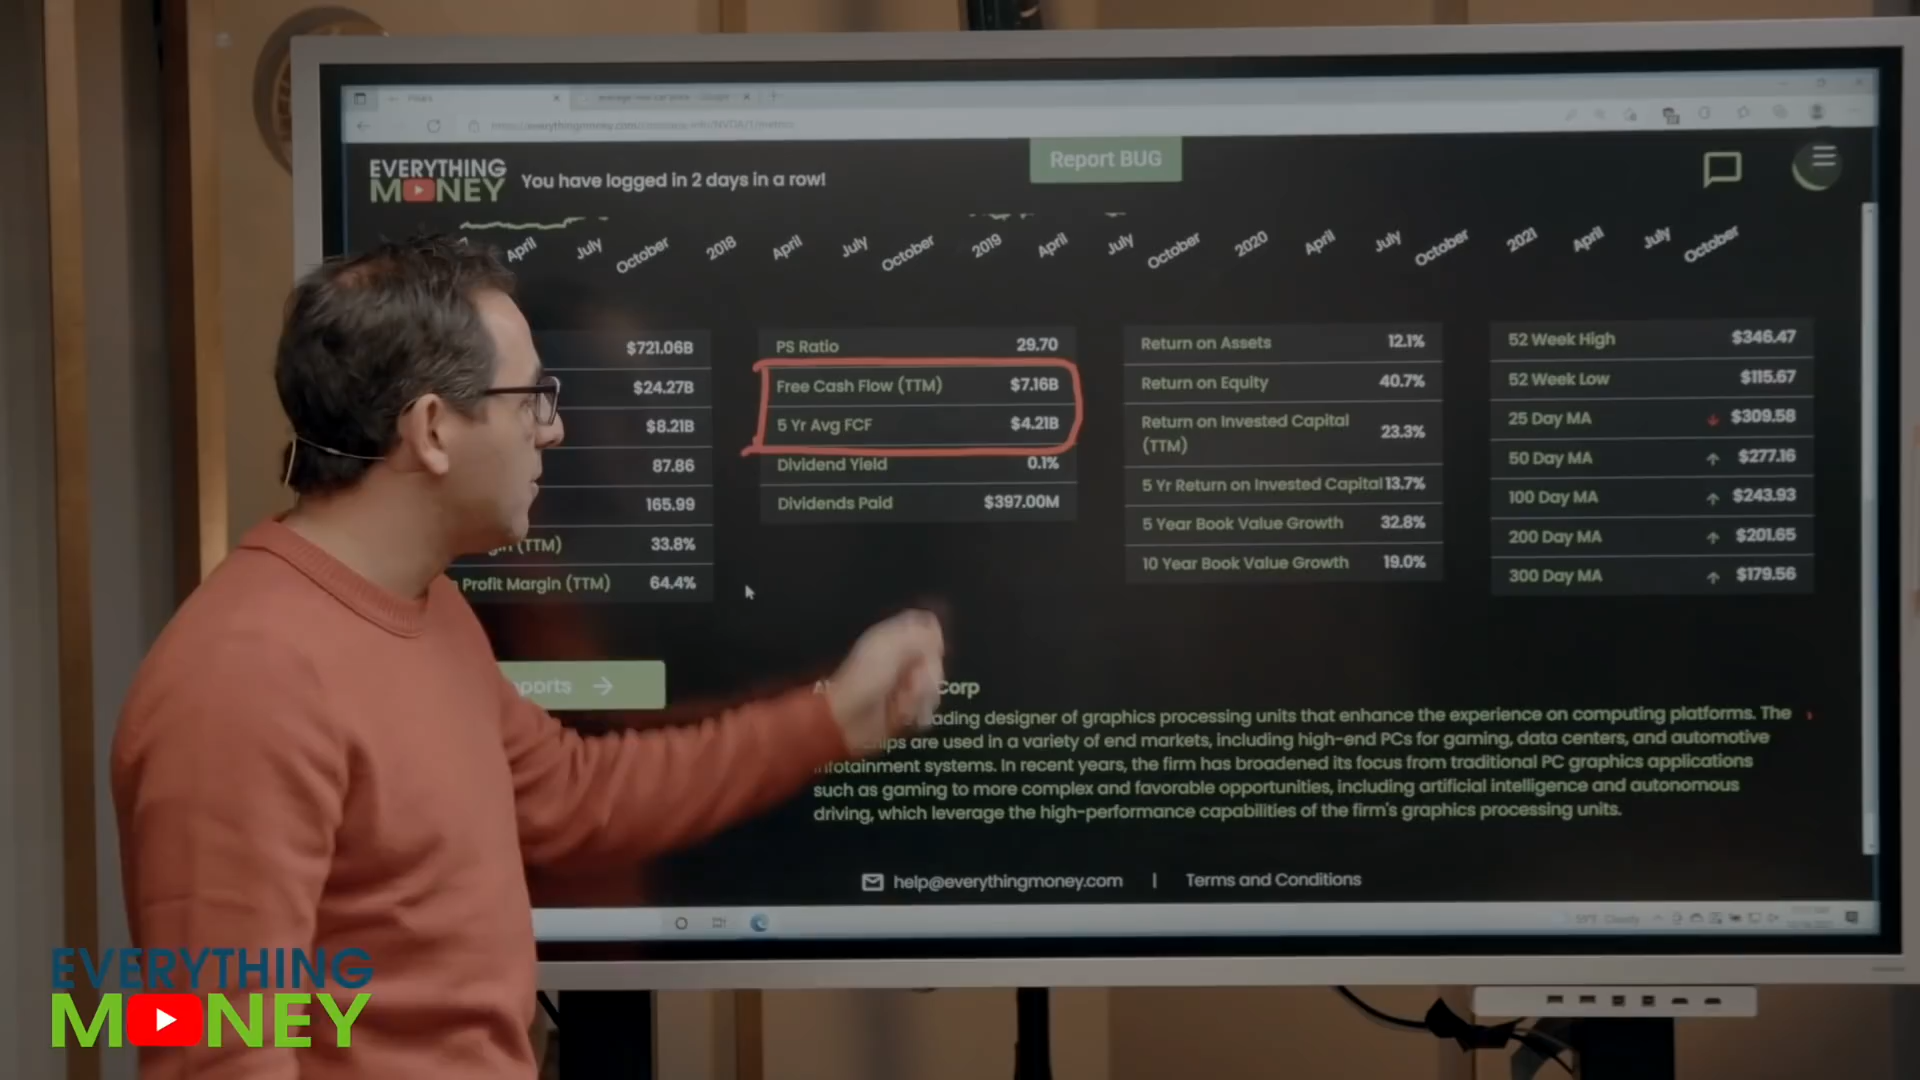 EVERYTHING
MONEY
You have logged in 2 days in a row!
Report BUG
April
July
October
2018
April
July
October
2019
April
July
October
2020
April
July
October
2021
April
July
October
$721.06B
$24.27B
$8.21B
87.86
165.99
(TTM) 33.8%
Profit Margin (TTM) 64.4%
PS Ratio 29.70
Free Cash Flow (TTM) $7.16B
5 Yr Avg FCF $4.21B
Dividend Yield 0.1%
Dividends Paid $397.00M
Return on Assets 12.1%
Return on Equity 40.7%
Return on Invested Capital
(TTM) 23.3%
5 Yr Return on Invested Capital 13.7%
5 Year Book Value Growth 32.8%
10 Year Book Value Growth 19.0%
52 Week High $346.47
52 Week Low $115.67
25 Day MA $309.58
50 Day MA $277.16
100 Day MA $243.93
200 Day MA $201.65
300 Day MA $179.56
Corp
designer of graphics processing units that enhance the experience on computing platforms. The
are used in a variety of end markets, including high-end PCs for gaming, data centers, and automotive
infotainment systems. In recent years, the firm has broadened its focus from traditional PC graphics applications
such as gaming to more complex and favorable opportunities, including artificial intelligence and autonomous
driving, which leverage the high-performance capabilities of the firm's graphics processing units.
help@everythingmoney.com | Terms and Conditions
EVERYTHING
MONEY